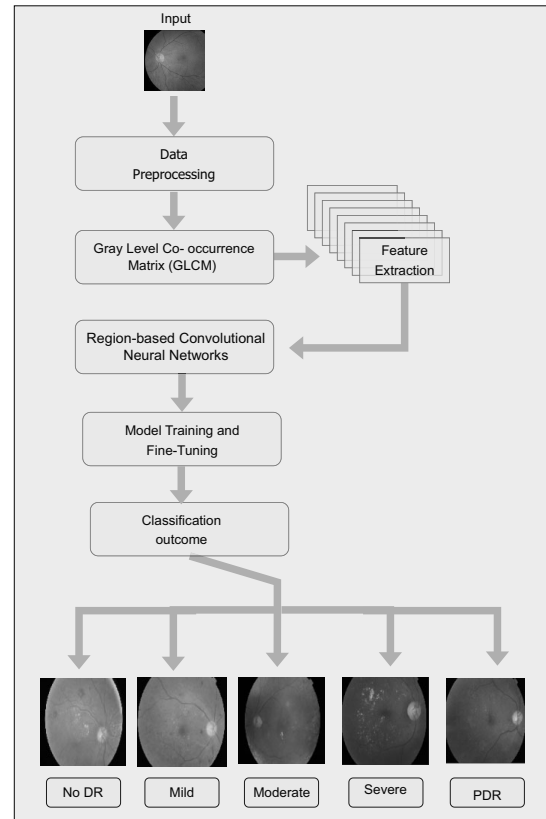 Input
Data
Preprocessing
Gray Level Co- occurrence
Matrix (GLCM)
Feature
Extraction
Region-based Convolutional
Neural Networks
Model Training and
Fine-Tuning
Classification
outcome
No DR
Mild
Moderate
Severe
PDR